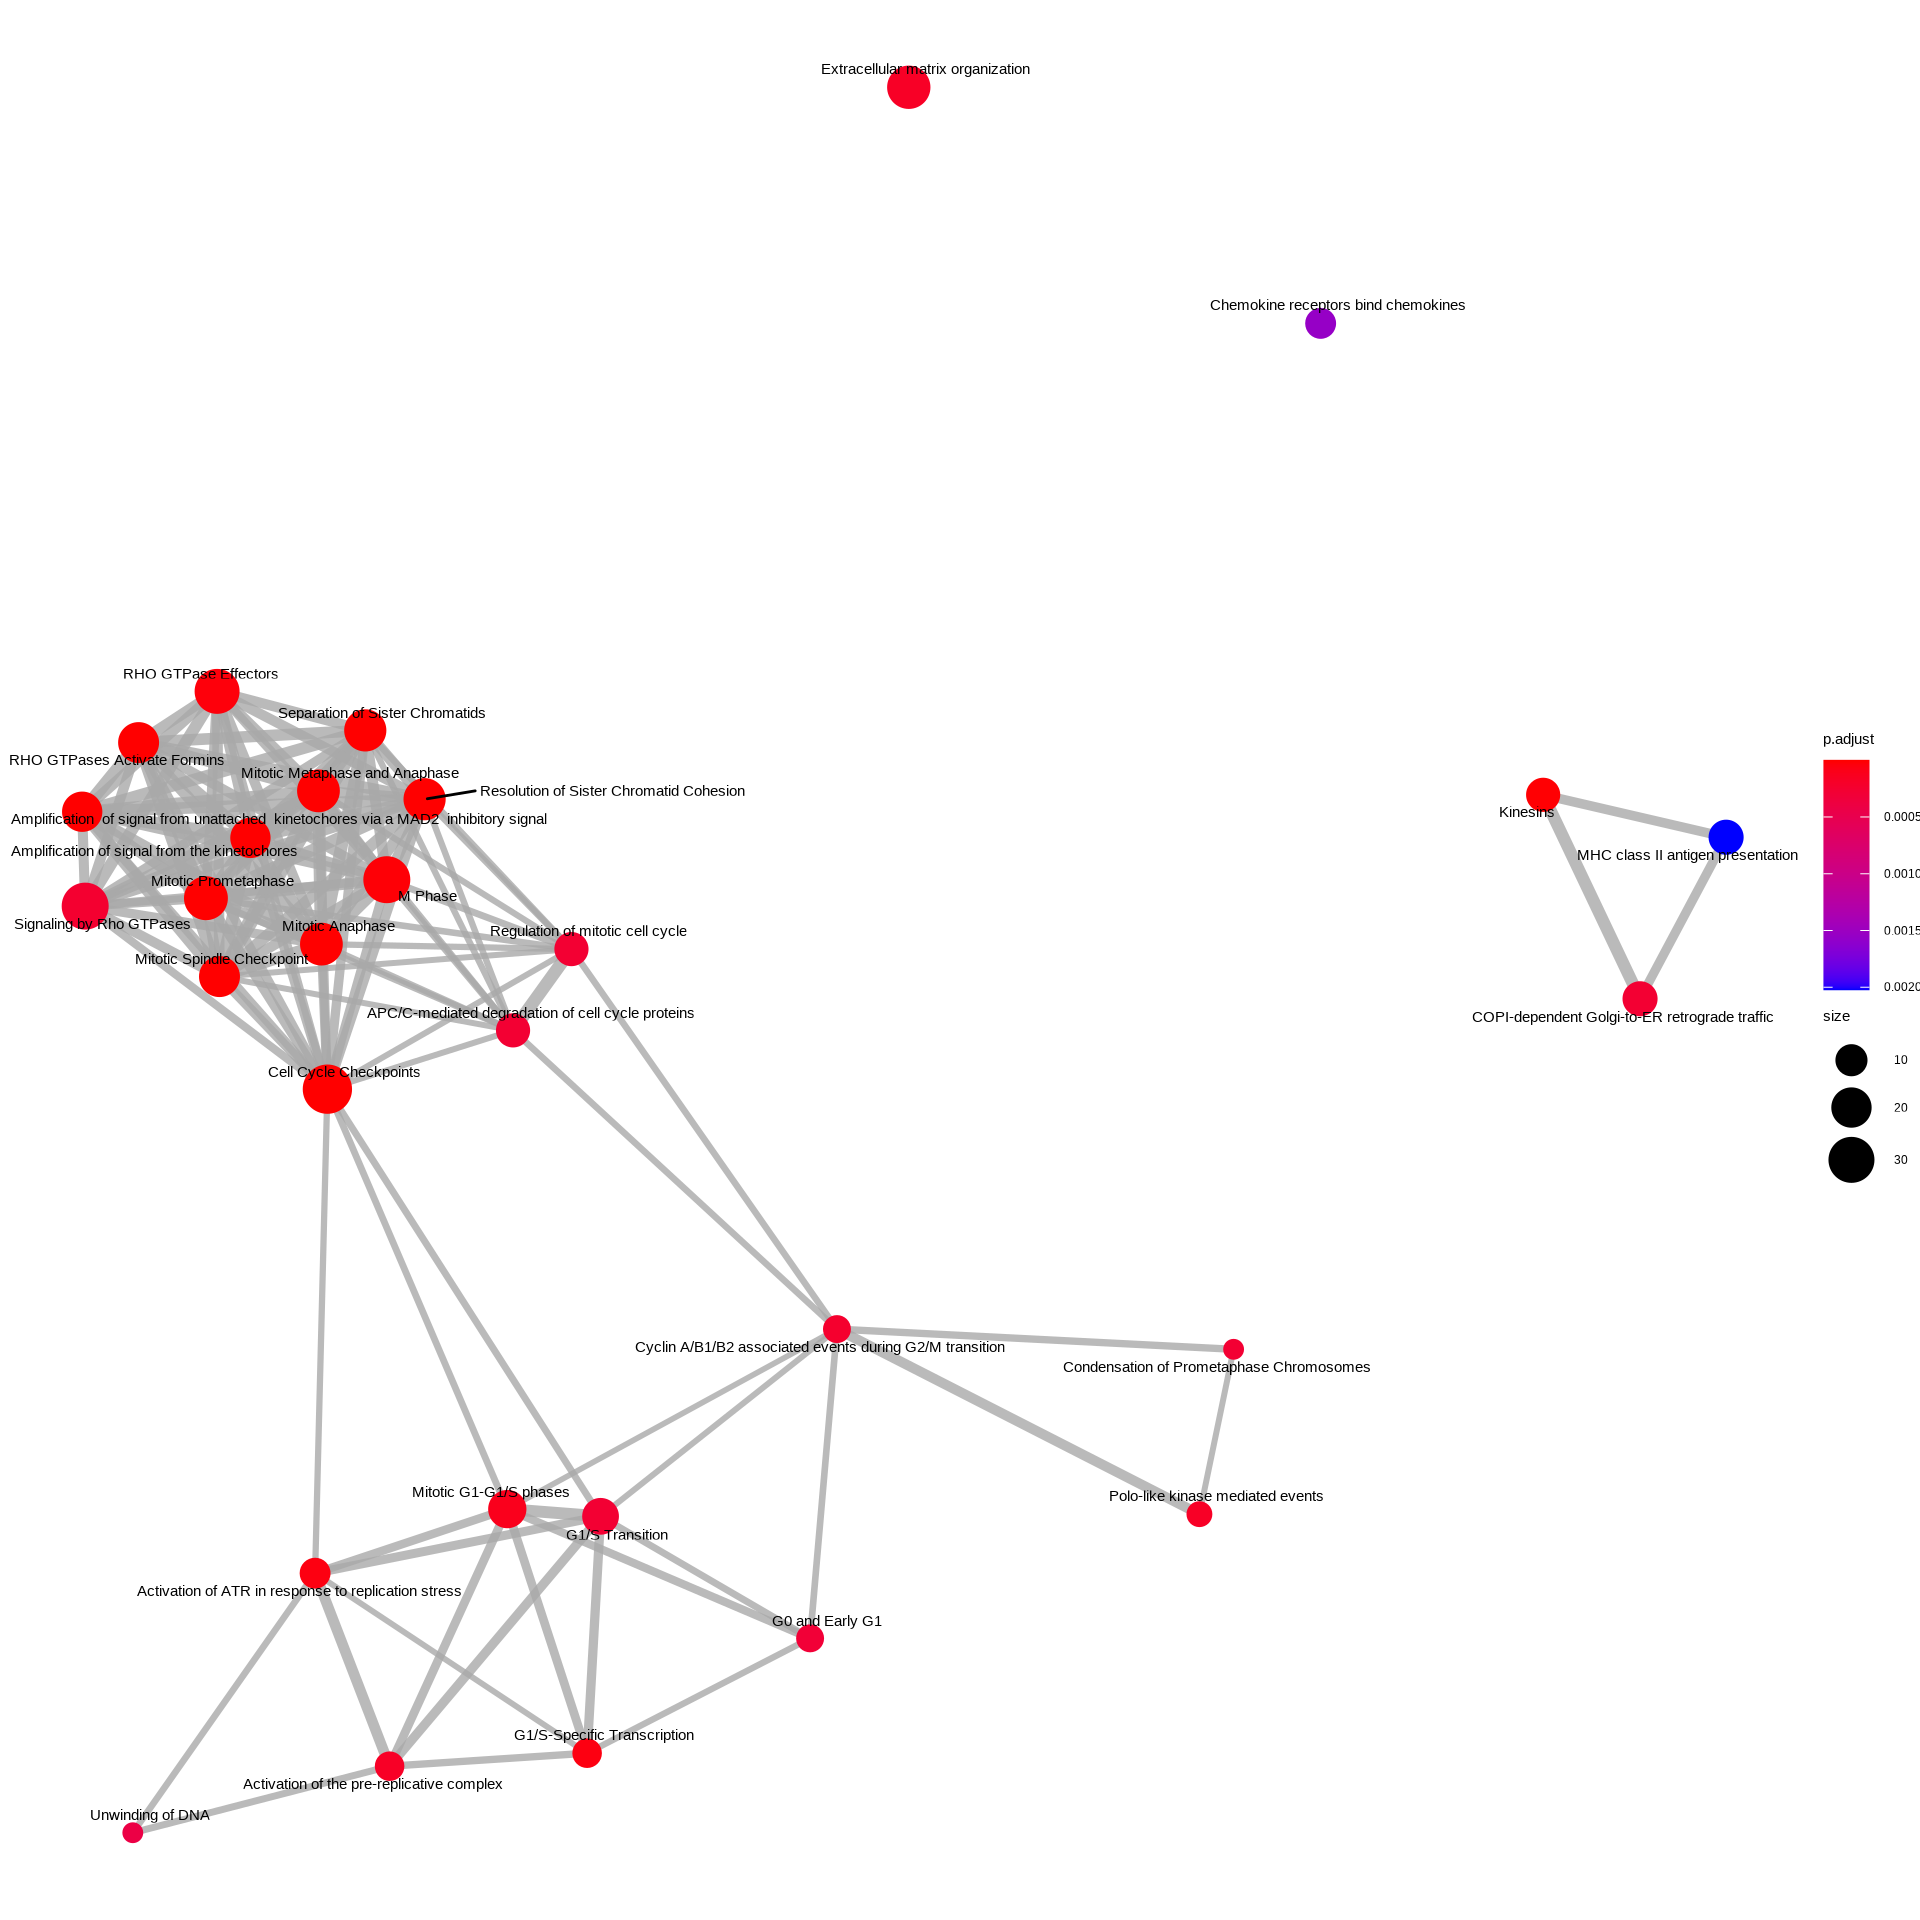 Extracellular matrix organization
Chemokine receptors bind chemokines
RHO GTPase Effectors
Separation of Sister Chromatids
RHO GTPases Activate Formins
Mitotic Metaphase and Anaphase
Resolution of Sister Chromatid Cohesion
Amplification  of signal from unattached  kinetochores via a MAD2  inhibitory signal
Amplification of signal from the kinetochores
Mitotic Prometaphase
M Phase
Signaling by Rho GTPases
Mitotic Anaphase
Regulation of mitotic cell cycle
Mitotic Spindle Checkpoint
APC/C-mediated degradation of cell cycle proteins
Cell Cycle Checkpoints
Kinesins
MHC class II antigen presentation
COPI-dependent Golgi-to-ER retrograde traffic
Cyclin A/B1/B2 associated events during G2/M transition
Condensation of Prometaphase Chromosomes
Mitotic G1-G1/S phases
Polo-like kinase mediated events
G1/S Transition
Activation of ATR in response to replication stress
G0 and Early G1
G1/S-Specific Transcription
Activation of the pre-replicative complex
Unwinding of DNA
p.adjust
0.0005
0.0010
0.0015
0.0020
size
10
20
30